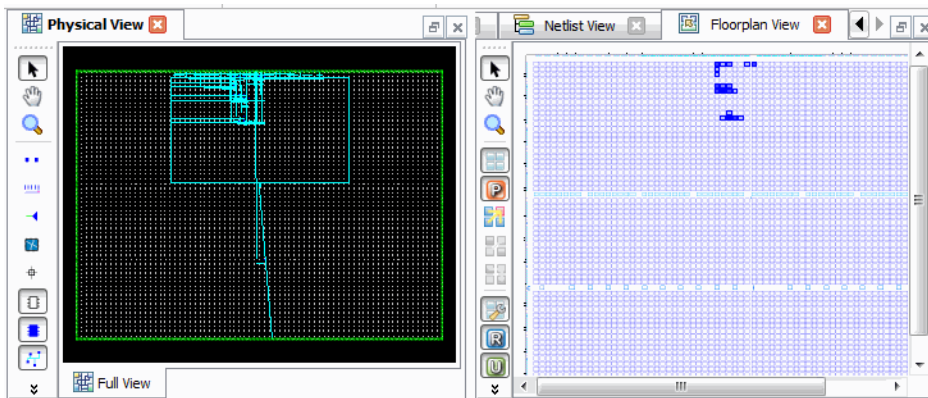 Physical View
Netlist View
Floorplan View
P
R
U
Full View